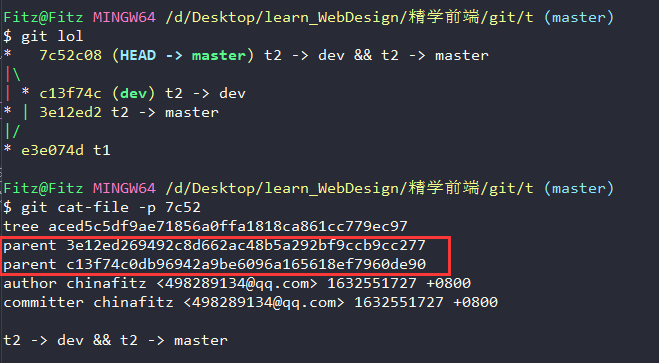 Fitz@Fitz MINGW64 /d/Desktop/learn_WebDesign/精学前端/git/t (master)
$ git lol
*   7c52c08 (HEAD -> master) t2 -> dev && t2 -> master
|\
| * c13f74c (dev) t2 -> dev
* | 3e12ed2 t2 -> master
|/
* e3e074d t1
Fitz@Fitz MINGW64 /d/Desktop/learn_WebDesign/精学前端/git/t (master)
$ git cat-file -p 7c52
tree aced5c5df9ae71856a0ffa1818ca861cc779ec97
parent 3e12ed269492c8d662ac48b5a292bf9ccb9cc277
parent c13f74c0db96942a9be6096a165618ef7960de90
author chinafitz <498289134@qq.com> 1632551727 +0800
committer chinafitz <498289134@qq.com> 1632551727 +0800
t2 -> dev && t2 -> master